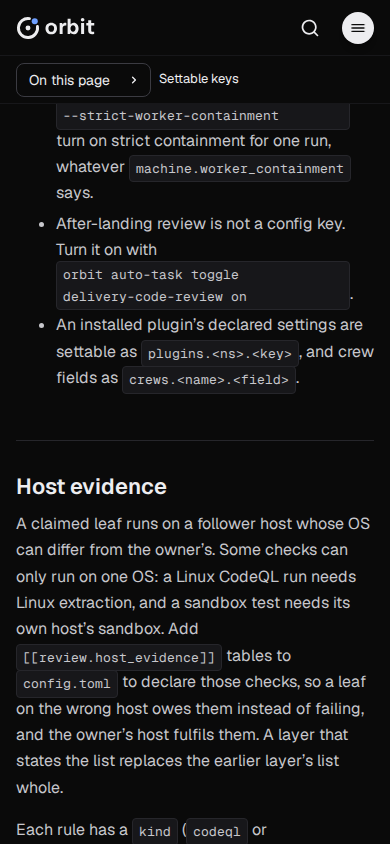 orbit
On this page
Settable keys
--strict-worker-containment
turn on strict containment for one run,
whatever machine.worker_containment
says.
After-landing review is not a config key.
Turn it on with
orbit auto-task toggle
delivery-code-review on.
An installed plugin’s declared settings are
settable as plugins.<ns>.<key>, and crew
fields as crews.<name>.<field>.
Host evidence
A claimed leaf runs on a follower host whose OS
can differ from the owner’s. Some checks can
only run on one OS: a Linux CodeQL run needs
Linux extraction, and a sandbox test needs its
own host’s sandbox. Add
[[review.host_evidence]] tables to
config.toml to declare those checks, so a leaf
on the wrong host owes them instead of failing,
and the owner’s host fulfils them. A layer that
states the list replaces the earlier layer’s list
whole.
Each rule has a kind (codeql or